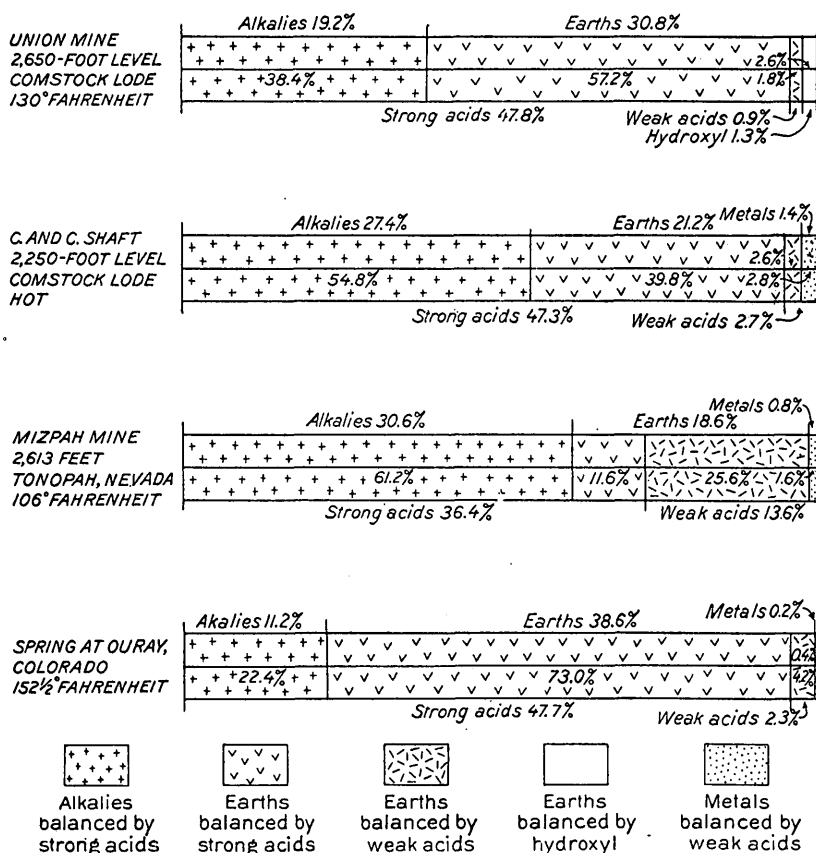 Alkalies 19.2% Earths 30.8%
UNION MINE
2,650-FOOT LEVEL
COMSTOCK LODE
130° FAHRENHEIT
2.6%
38.4% 57.2% 1.8%
Strong acids 47.8% Weak acids 0.9%
Hydroxyl 1.3%
Metals 1.4%
Alkalies 27.4% Earths 21.2%
C. AND C. SHAFT
2,250-FOOT LEVEL
COMSTOCK LODE
HOT
2.6%
54.8% 39.8% 2.8%
Strong acids 47.3% Weak acids 2.7%
Metals 0.8%
Alkalies 30.6% Earths 18.6%
MIZPAH MINE
2,613 FEET
TONOPAH, NEVADA
106° FAHRENHEIT
61.2% 11.6% 25.6% 1.6%
Strong acids 36.4% Weak acids 13.6%
Metals 0.2%
Akalies 11.2% Earths 38.6%
SPRING AT OURAY,
COLORADO
152½° FAHRENHEIT
0.4%
22.4% 73.0% 4.2%
Strong acids 47.7% Weak acids 2.3%
Alkalies
balanced by
strong acids
Earths
balanced by
strong acids
Earths
balanced by
weak acids
Earths
balanced by
hydroxyl
Metals
balanced by
weak acids